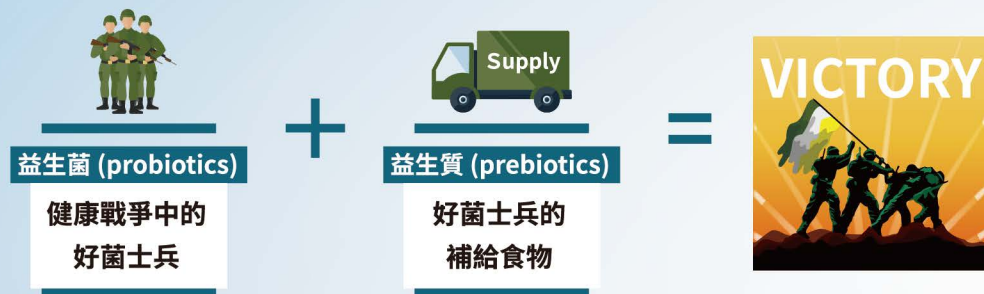 Supply
VICTORY
益生菌 (probiotics)
益生質 (prebiotics)
健康戰爭中的
好菌士兵
好菌士兵的
補給食物
+
=